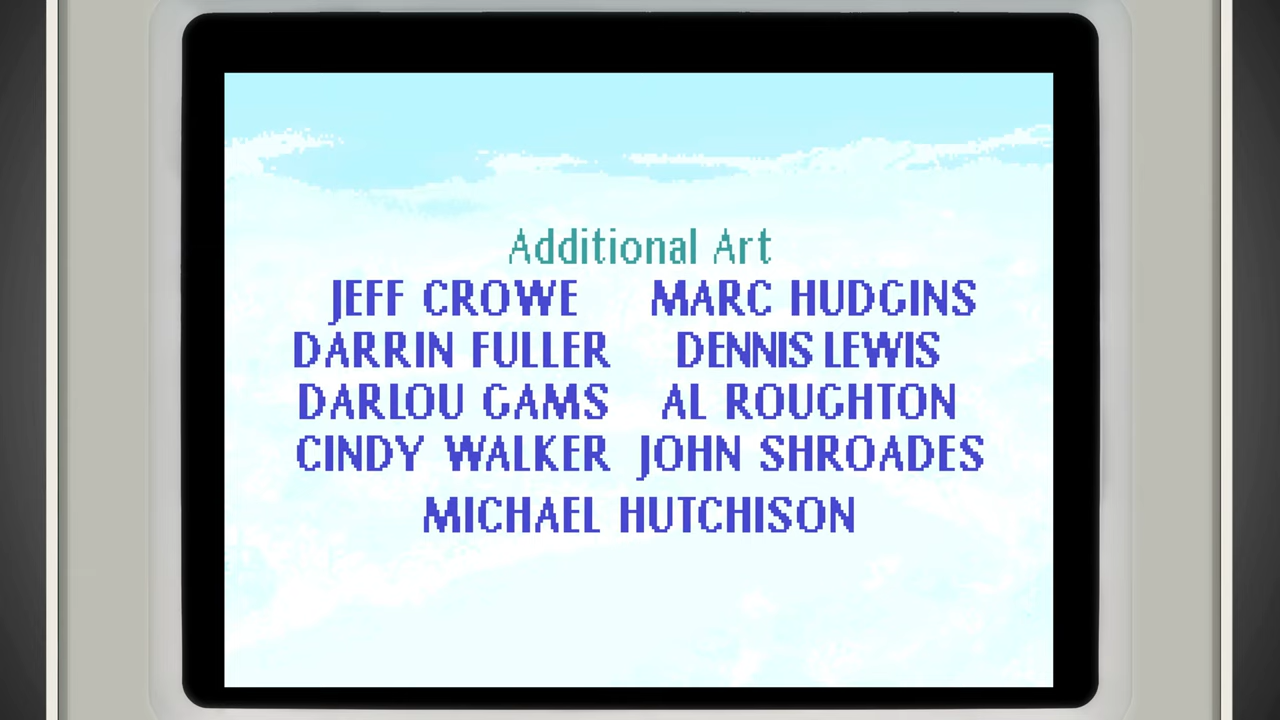 Additional Art
JEFF CROWE MARC HUDGINS
DARRIN FULLER DENNIS LEWIS
DARLOU GAMS AL ROUGHTON
CINDY WALKER JOHN SHROADES
MICHAEL HUTCHISON